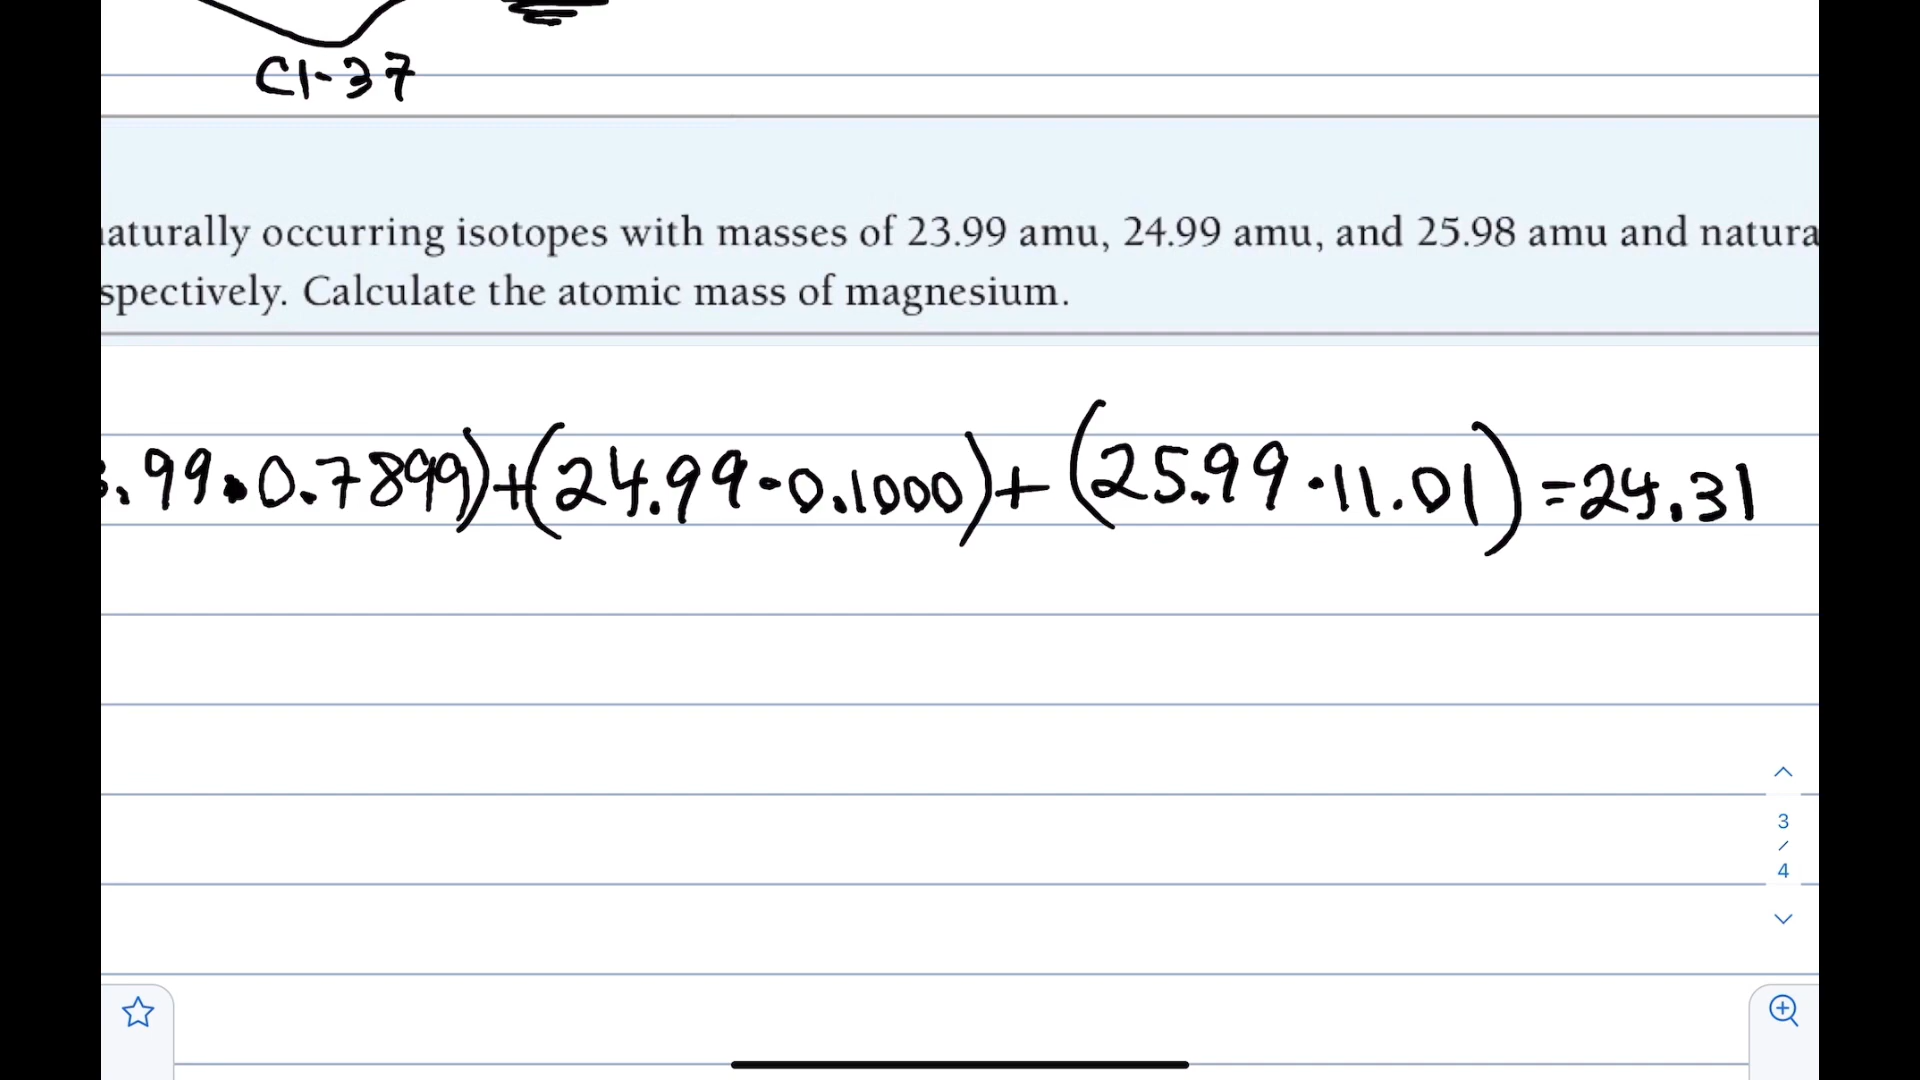 Cl-37
aturally occurring isotopes with masses of 23.99 amu, 24.99 amu, and 25.98 amu and natura
spectively. Calculate the atomic mass of magnesium.
.99•0.7899)+(24.99·0.1000)+(25.99·11.01)=24.31
3
/
4